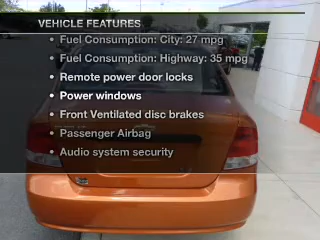 VEHICLE FEATURES
• Fuel Consumption: City: 27 mpg
• Fuel Consumption: Highway: 35 mpg
• Remote power door locks
• Power windows
• Front Ventilated disc brakes
• Passenger Airbag
• Audio system security